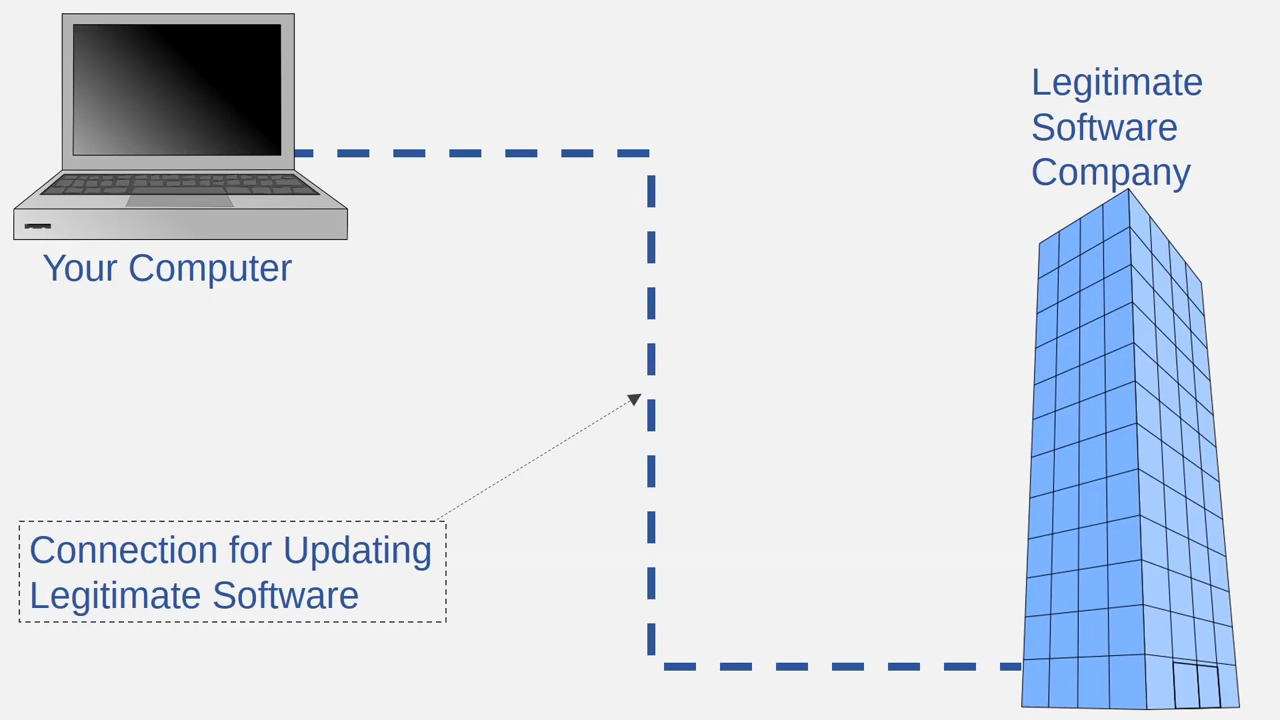 Legitimate
Software
Company
Your Computer
Connection for Updating
Legitimate Software